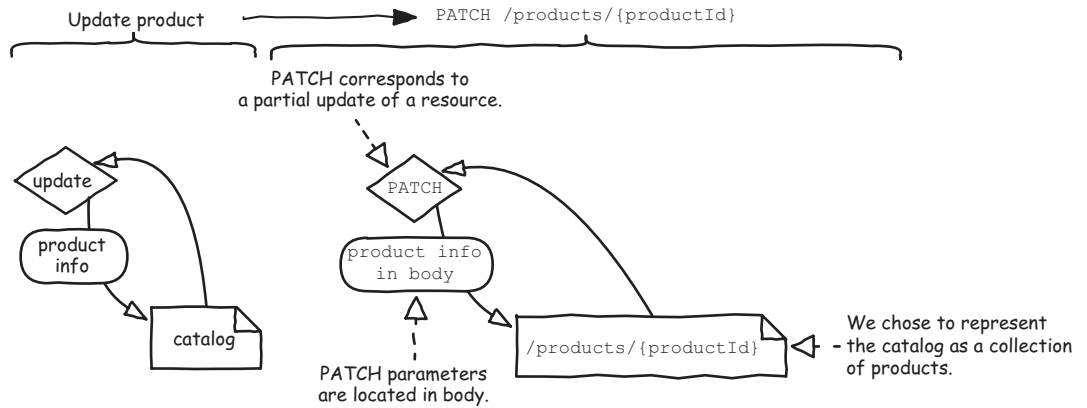 Update product
PATCH /products/{productId}
PATCH corresponds to
a partial update of a resource.
update
product
info
catalog
PATCH
product info
in body
/products/{productId}
PATCH parameters
are located in body.
We chose to represent
the catalog as a collection
of products.